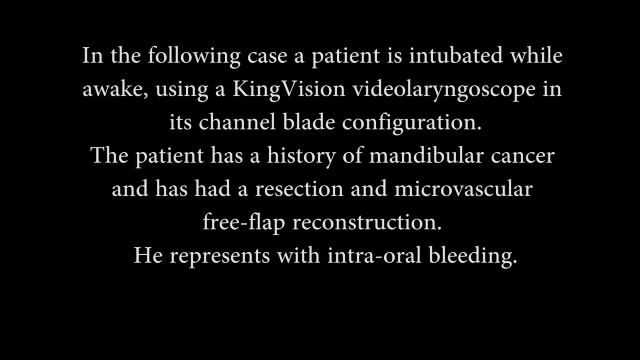 In the following case a patient is intubated while
awake, using a KingVision videolaryngoscope in
its channel blade configuration.
The patient has a history of mandibular cancer
and has had a resection and microvascular
free-flap reconstruction.
He represents with intra-oral bleeding.